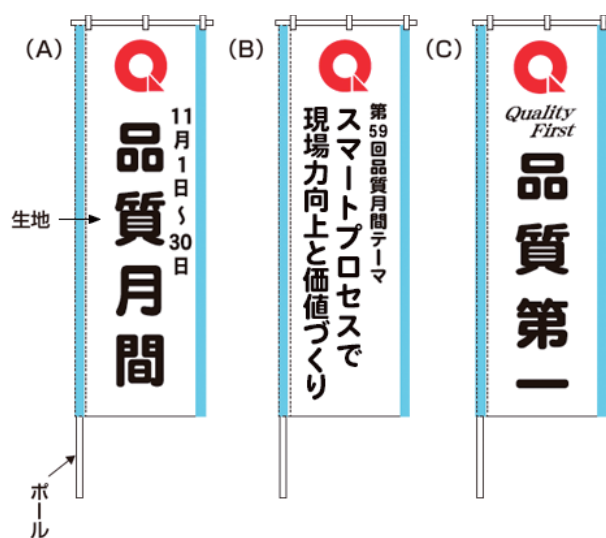 (A)
11月1日～30日
品質月間
生地
ポール
(B)
第59回品質月間テーマ
スマートプロセスで
現場力向上と価値づくり
(C)
Quality
First
品質第一